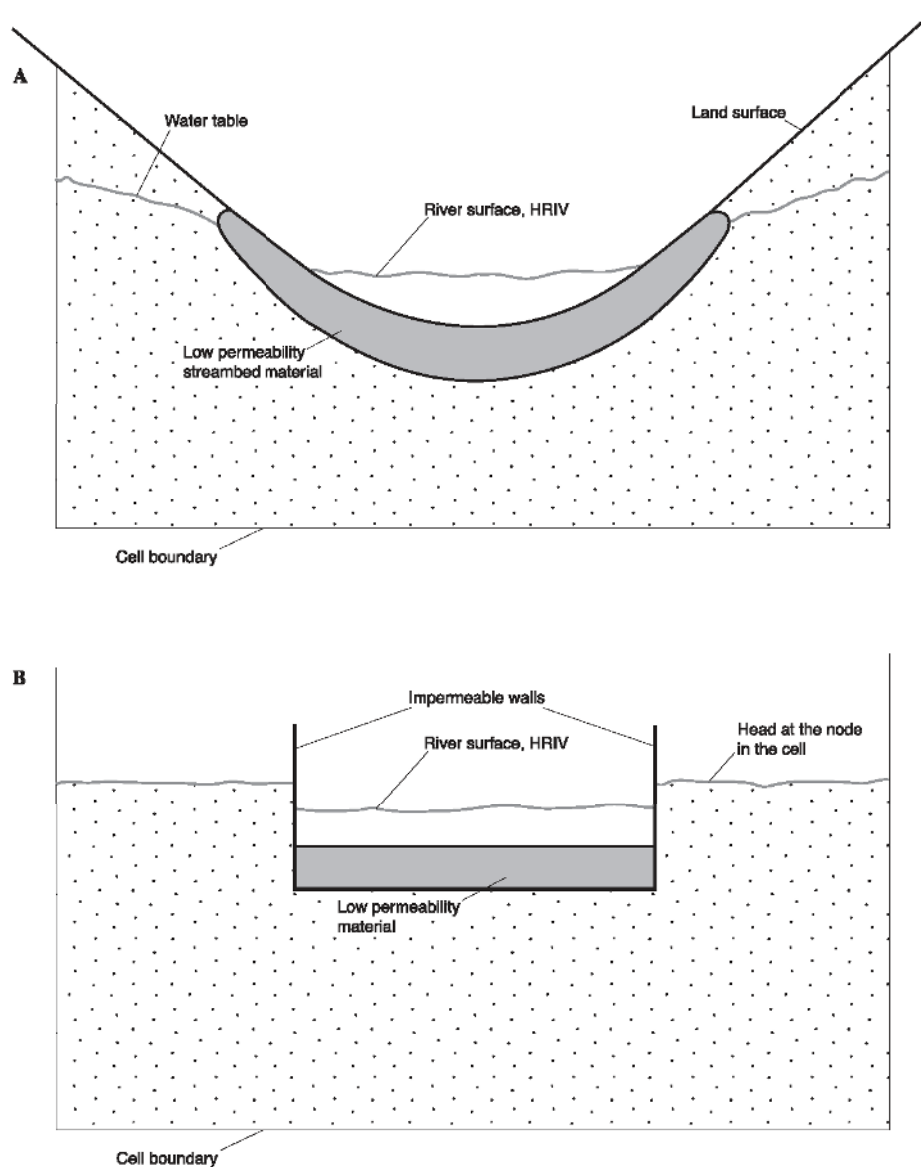 A
Water table
Land surface
River surface, HRIV
Low permeability
streambed material
Cell boundary
B
Impermeable walls
River surface, HRIV
Head at the node
in the cell
Low permeability
material
Cell boundary